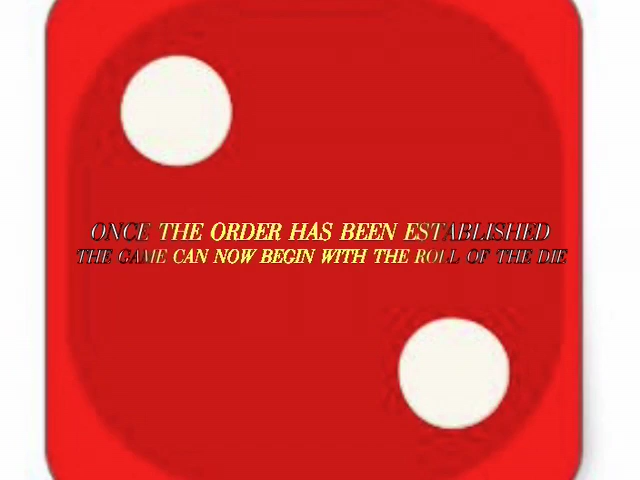 ONCE THE ORDER HAS BEEN ESTABLISHED
THE GAME CAN NOW BEGIN WITH THE ROLL OF THE DIE